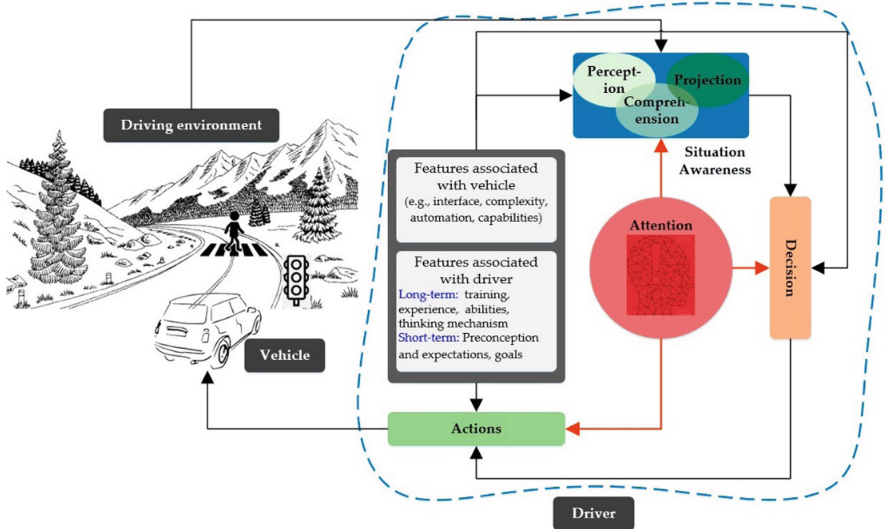 Driving environment
Percept-
ion
Projection
Compreh-
ension
Situation
Awareness
Features associated
with vehicle
(e.g., interface, complexity,
automation, capabilities)
Attention
Features associated
with driver
Long-term: training,
experience, abilities,
thinking mechanism
Short-term: Preconception
and expectations, goals
Decision
Vehicle
Actions
Driver